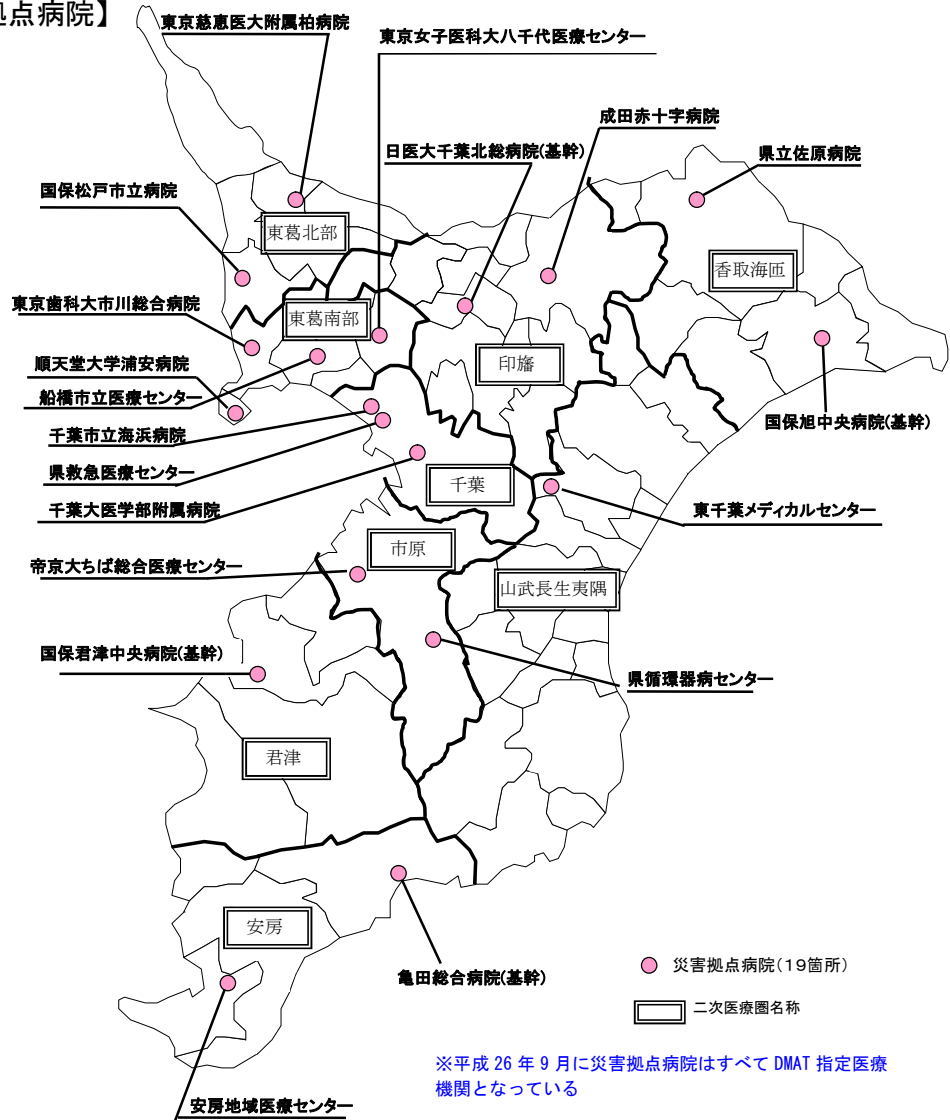 拠点病院】
東京慈恵医大附属柏病院
東京女子医科大八千代医療センター
成田赤十字病院
日医大千葉北総病院(基幹)
県立佐原病院
国保松戸市立病院
東葛北部
香取海匝
東京歯科大市川総合病院
東葛南部
印旛
順天堂大学浦安病院
船橋市立医療センター
国保旭中央病院(基幹)
千葉市立海浜病院
県救急医療センター
千葉
千葉大医学部附属病院
東千葉メディカルセンター
市原
帝京大ちば総合医療センター
山武長生夷隅
国保君津中央病院(基幹)
県循環器病センター
君津
安房
亀田総合病院(基幹)
災害拠点病院(19箇所)
二次医療圏名称
※平成 26 年 9 月に災害拠点病院はすべて DMAT 指定医療
機関となっている
安房地域医療センター